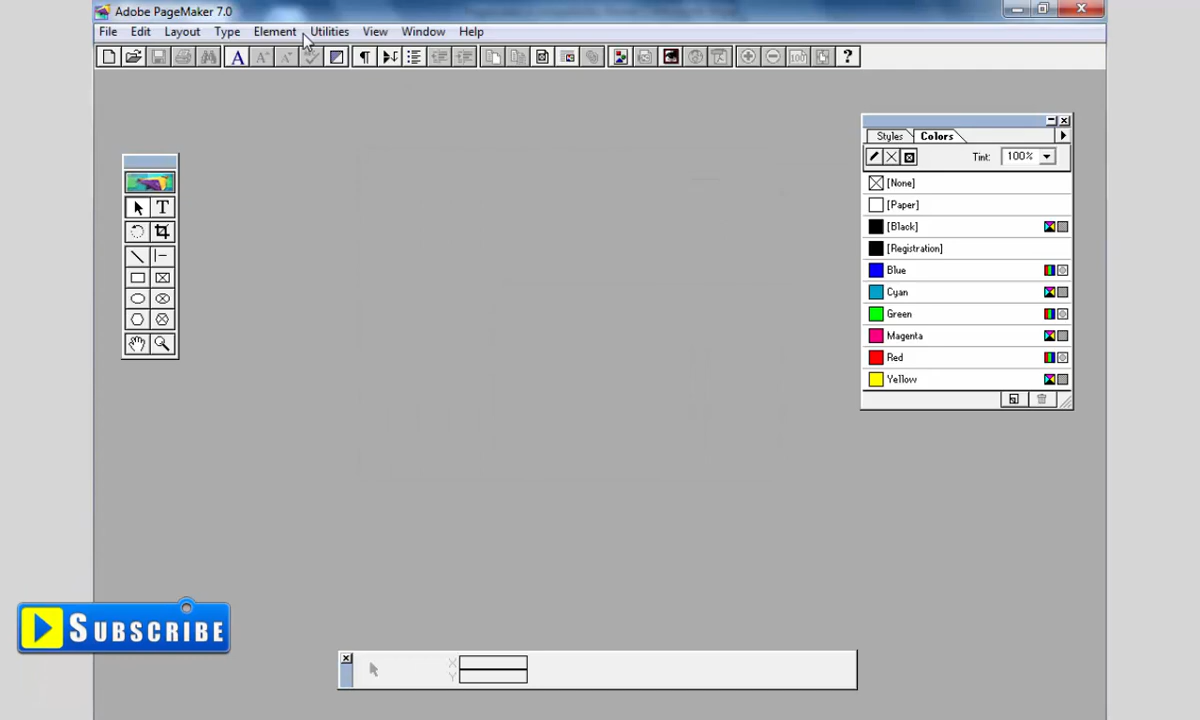 Adobe PageMaker 7.0
File Edit Layout Type Element Utilities View Window Help
Styles Colors
Tint: 100%
[None]
[Paper]
[Black]
[Registration]
Blue
Cyan
Green
Magenta
Red
Yellow
SUBSCRIBE
X
Y